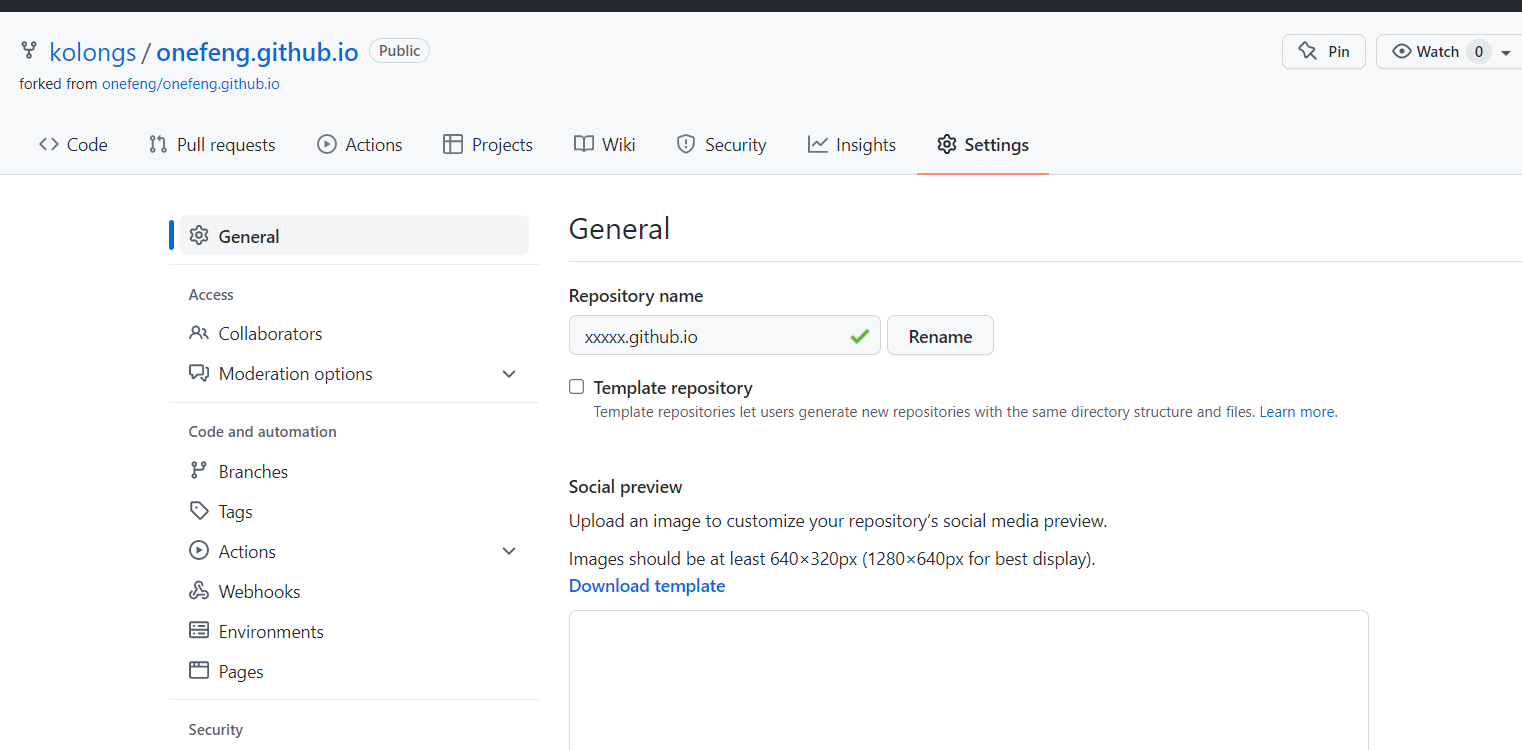 kolongs / onefeng.github.io Public
Pin Watch 0
forked from onefeng/onefeng.github.io
Code Pull requests Actions Projects Wiki Security Insights Settings
General
Access
Collaborators
Moderation options
Code and automation
Branches
Tags
Actions
Webhooks
Environments
Pages
Security
General
Repository name
xxxxx.github.io Rename
Template repository
Template repositories let users generate new repositories with the same directory structure and files. Learn more.
Social preview
Upload an image to customize your repository’s social media preview.
Images should be at least 640×320px (1280×640px for best display).
Download template